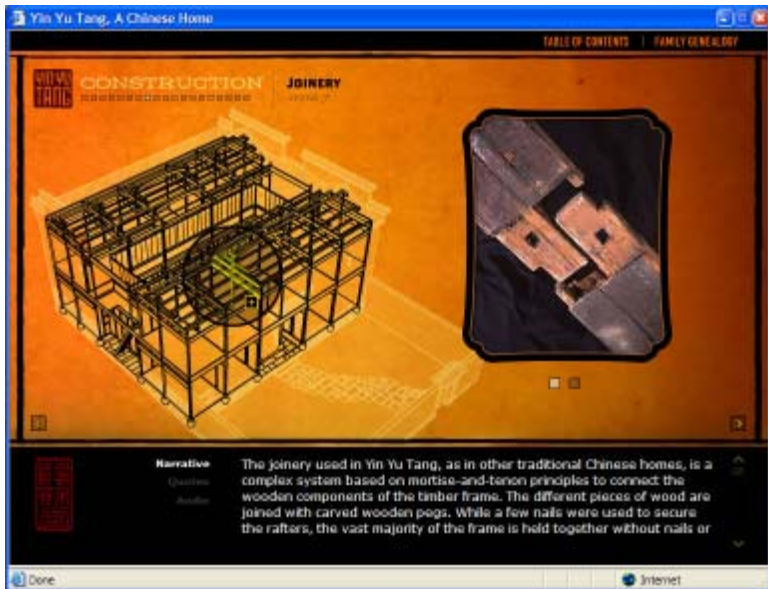 Yin Yu Tang, A Chinese Home
TABLE OF CONTENTS | FAMILY GENEALOGY
YIN YU
TANG
CONSTRUCTION
JOINERY
Narrative
Quotes
Audio
The joinery used in Yin Yu Tang, as in other traditional Chinese homes, is a
complex system based on mortise-and-tenon principles to connect the
wooden components of the timber frame. The different pieces of wood are
joined with carved wooden pegs. While a few nails were used to secure
the rafters, the vast majority of the frame is held together without nails or
Done
Internet